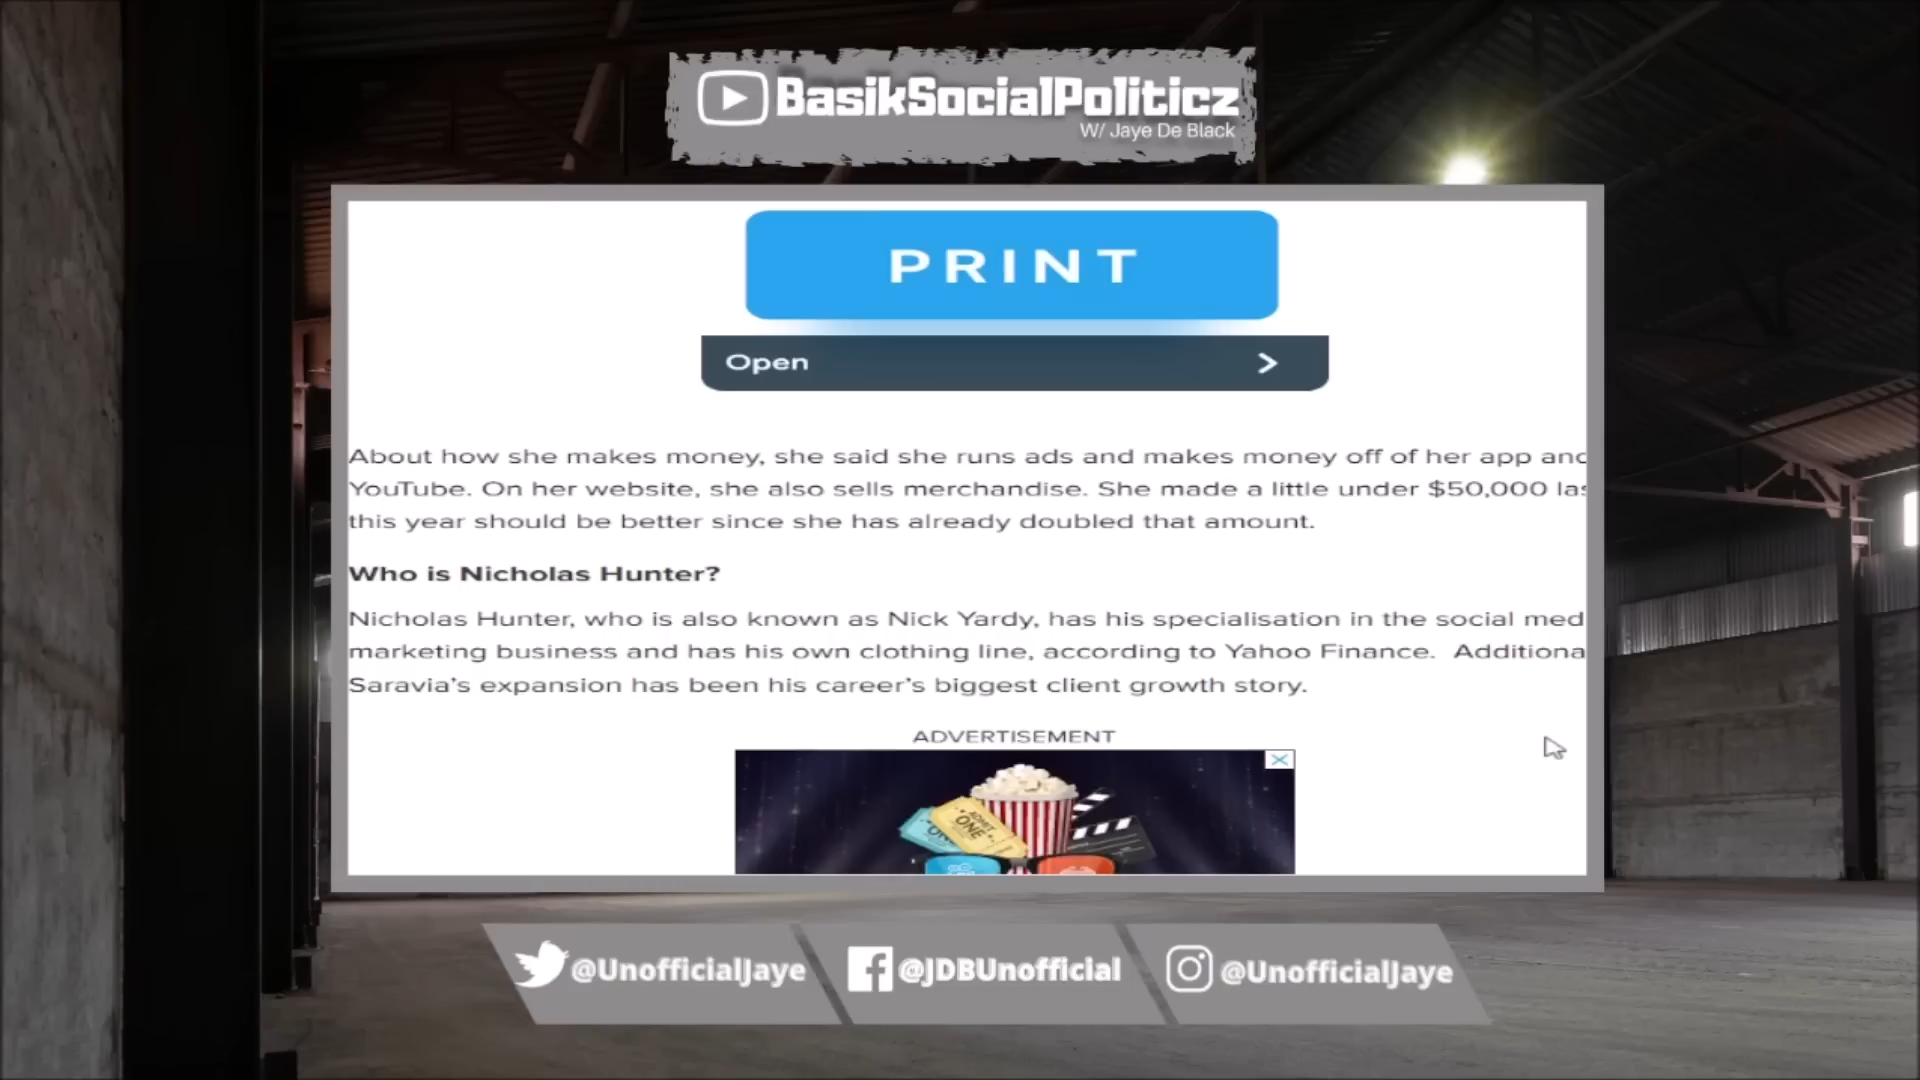 BasikSocialPoliticz
W/ Jaye De Black
PRINT
Open
About how she makes money, she said she runs ads and makes money off of her app and
YouTube. On her website, she also sells merchandise. She made a little under $50,000
this year should be better since she has already doubled that amount.
Who is Nicholas Hunter?
Nicholas Hunter, who is also known as Nick Yardy, has his specialisation in the social
marketing business and has his own clothing line, according to Yahoo Finance.
Saravia's expansion has been his career's biggest client growth story.
ADVERTISEMENT
ADMIT
ONE
@UnofficialJaye
@JDBUnofficial
@UnofficialJaye